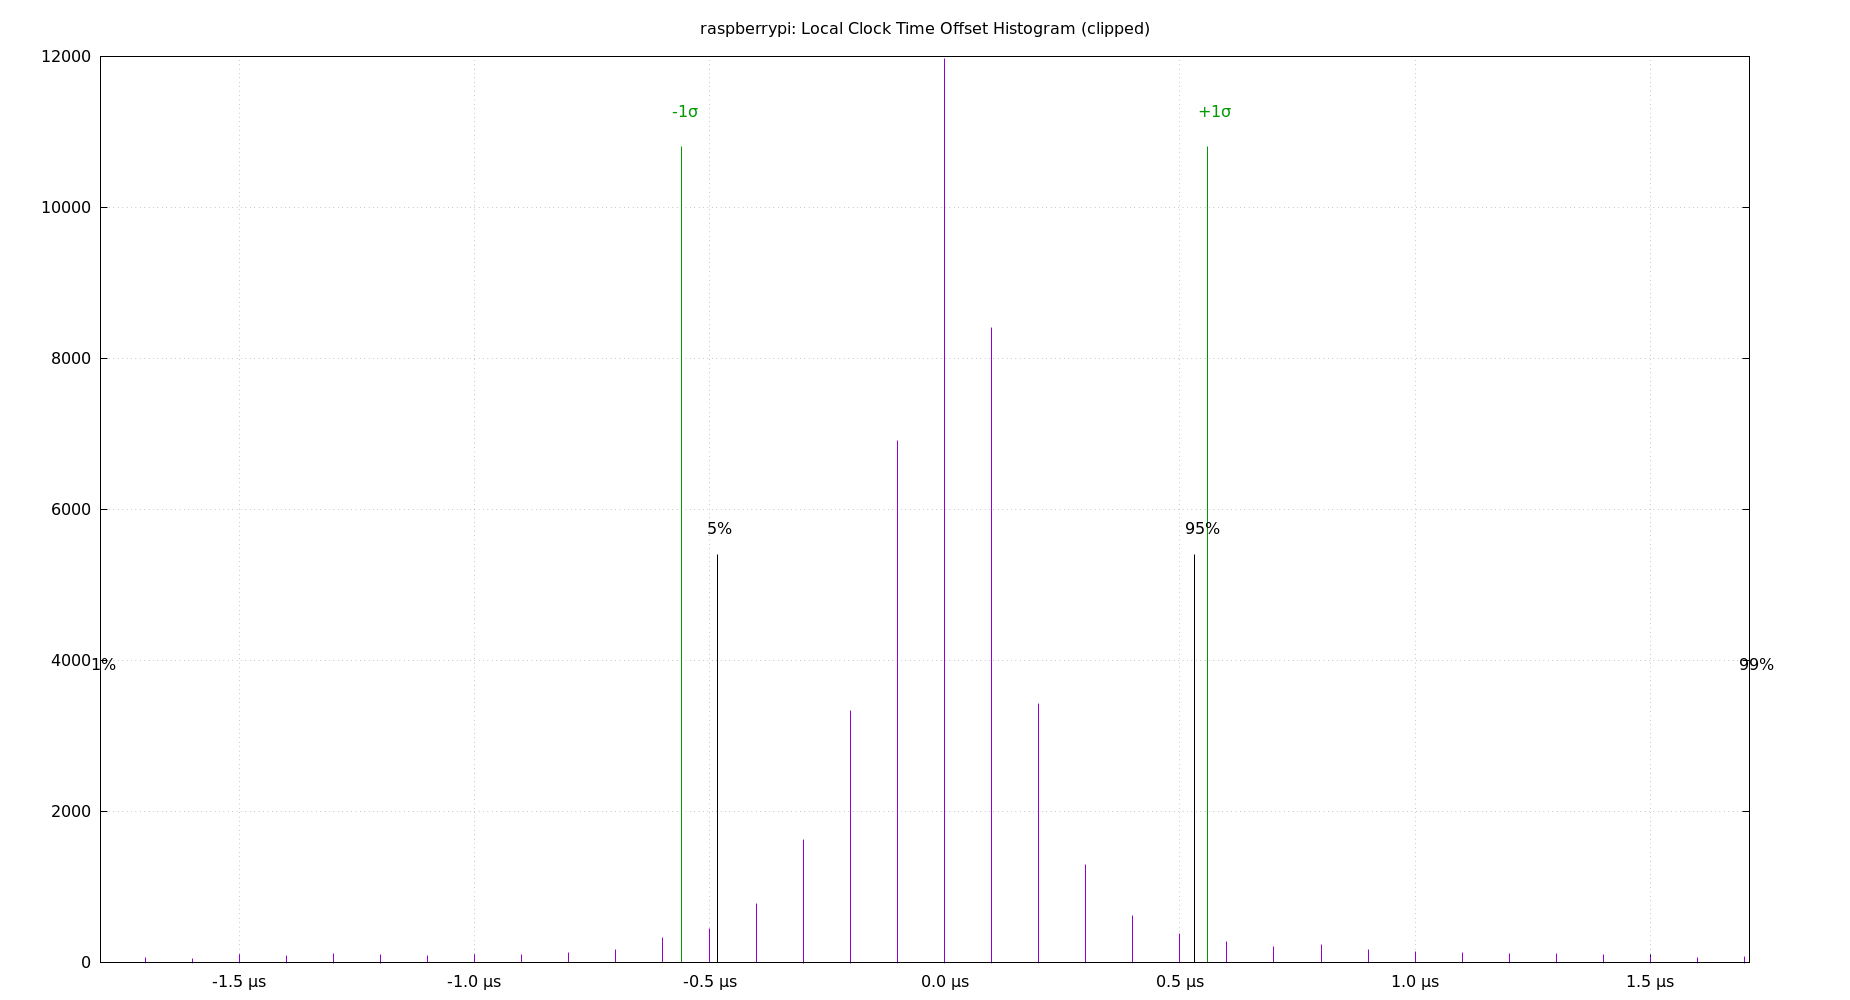 raspberrypi: Local Clock Time Offset Histogram (clipped)
12000
-1σ
+1σ
10000
8000
6000
5%
95%
4000
1%
99%
2000
0
-1.5 µs
-1.0 µs
-0.5 µs
0.0 µs
0.5 µs
1.0 µs
1.5 µs